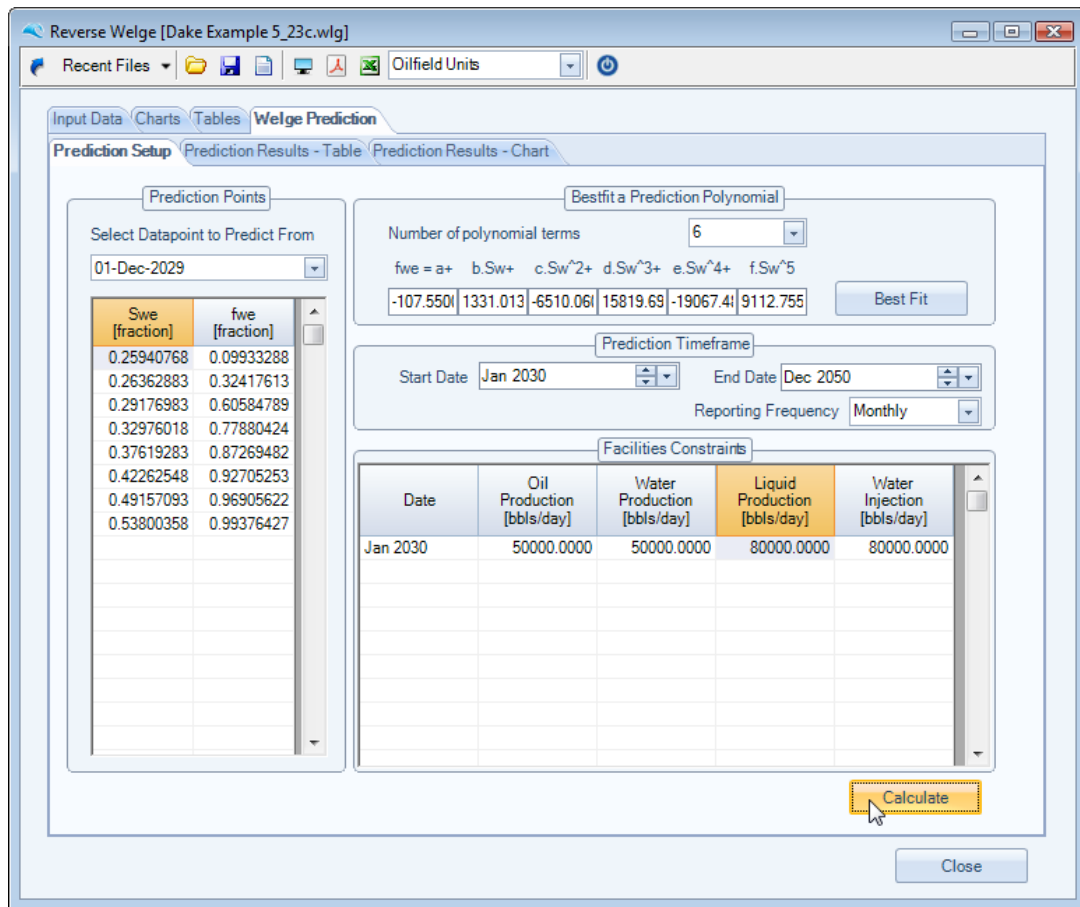 Reverse Welge [Dake Example 5_23c.wlg]
Recent Files Oilfield Units
Input Data Charts Tables Welge Prediction
Prediction Setup Prediction Results - Table Prediction Results - Chart
Prediction Points
Select Datapoint to Predict From
01-Dec-2029
Swe [fraction] fwe [fraction]
0.25940768 0.09933288
0.26362883 0.32417613
0.29176983 0.60584789
0.32976018 0.77880424
0.37619283 0.87269482
0.42262548 0.92705253
0.49157093 0.96905622
0.53800358 0.99376427
Bestfit a Prediction Polynomial
Number of polynomial terms 6
fwe = a+ b.Sw+ c.Sw^2+ d.Sw^3+ e.Sw^4+ f.Sw^5
-107.550 1331.013 -6510.06 15819.69 -19067.4 9112.755
Best Fit
Prediction Timeframe
Start Date Jan 2030 End Date Dec 2050
Reporting Frequency Monthly
Facilities Constraints
Date Oil Production [bbls/day] Water Production [bbls/day] Liquid Production [bbls/day] Water Injection [bbls/day]
Jan 2030 50000.0000 50000.0000 80000.0000 80000.0000
Calculate
Close